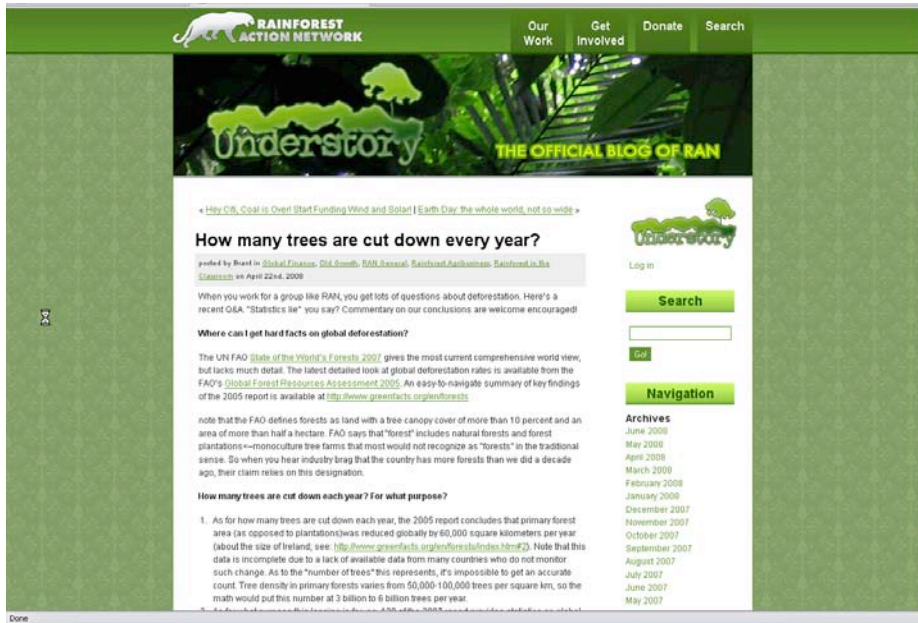 RAINFOREST
ACTION NETWORK
Our
Work
Get
Involved
Donate
Search
Understory
THE OFFICIAL BLOG OF RAN
« Hey Citi, Coal is Over! Start Funding Wind and Solar! | Earth Day: the whole world, not so wide »
How many trees are cut down every year?
posted by Brant in Global Finance, Old Growth, RAN General, Rainforest Agribusiness, Rainforest in the
Classroom on April 22nd, 2008
When you work for a group like RAN, you get lots of questions about deforestation. Here's a
recent Q&A. "Statistics lie" you say? Commentary on our conclusions are welcome encouraged!
Where can I get hard facts on global deforestation?
The UN FAO State of the World's Forests 2007 gives the most current comprehensive world view,
but lacks much detail. The latest detailed look at global deforestation rates is available from the
FAO's Global Forest Resources Assessment 2005. An easy-to-navigate summary of key findings
of the 2005 report is available at http://www.greenfacts.org/en/forests
note that the FAO defines forests as land with a tree canopy cover of more than 10 percent and an
area of more than half a hectare. FAO says that "forest" includes natural forests and forest
plantations<–monoculture tree farms that most would not recognize as "forests" in the traditional
sense. So when you hear industry brag that the country has more forests than we did a decade
ago, their claim relies on this designation.
How many trees are cut down each year? For what purpose?
1. As for how many trees are cut down each year, the 2005 report concludes that primary forest
area (as opposed to plantations)was reduced globally by 60,000 square kilometers per year
(about the size of Ireland, see: http://www.greenfacts.org/en/forests/index.htm#2). Note that this
data is incomplete due to a lack of available data from many countries who do not monitor
such change. As to the "number of trees" this represents, it's impossible to get an accurate
count. Tree density in primary forests varies from 50,000-100,000 trees per square km, so the
math would put this number at 3 billion to 6 billion trees per year.
Understory
Log in
Search
Go!
Navigation
Archives
June 2008
May 2008
April 2008
March 2008
February 2008
January 2008
December 2007
November 2007
October 2007
September 2007
August 2007
July 2007
June 2007
May 2007
Done